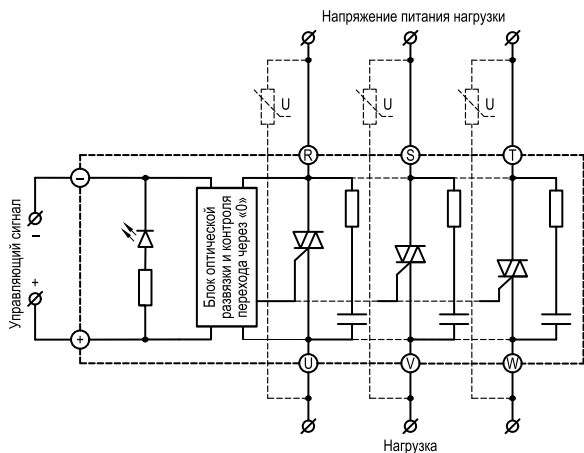 Напряжение питания нагрузки
U
U
U
R
S
T
−
Управляющий сигнал
−
+
Блок оптической
развязки и контроля
перехода через «0»
+
U
V
W
Нагрузка